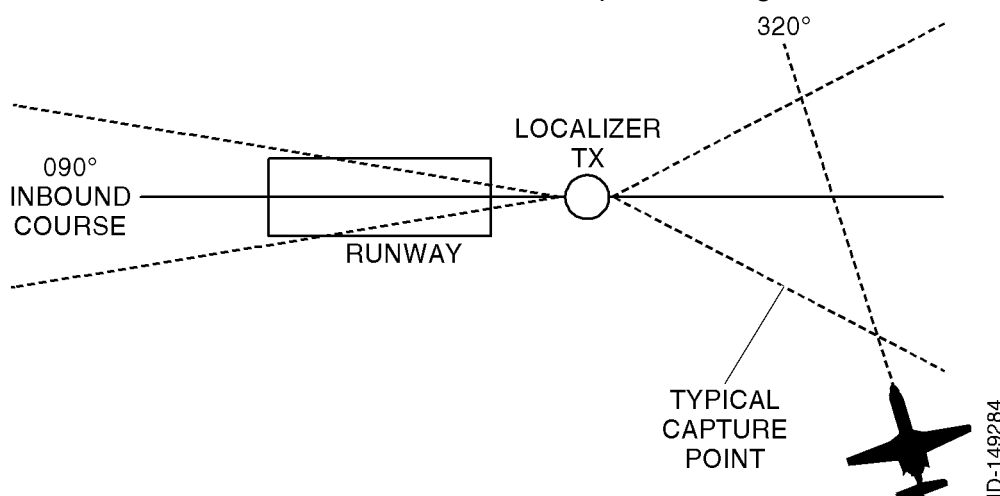 320°
LOCALIZER
TX
090°
INBOUND
COURSE
RUNWAY
TYPICAL
CAPTURE
POINT
ID-149284